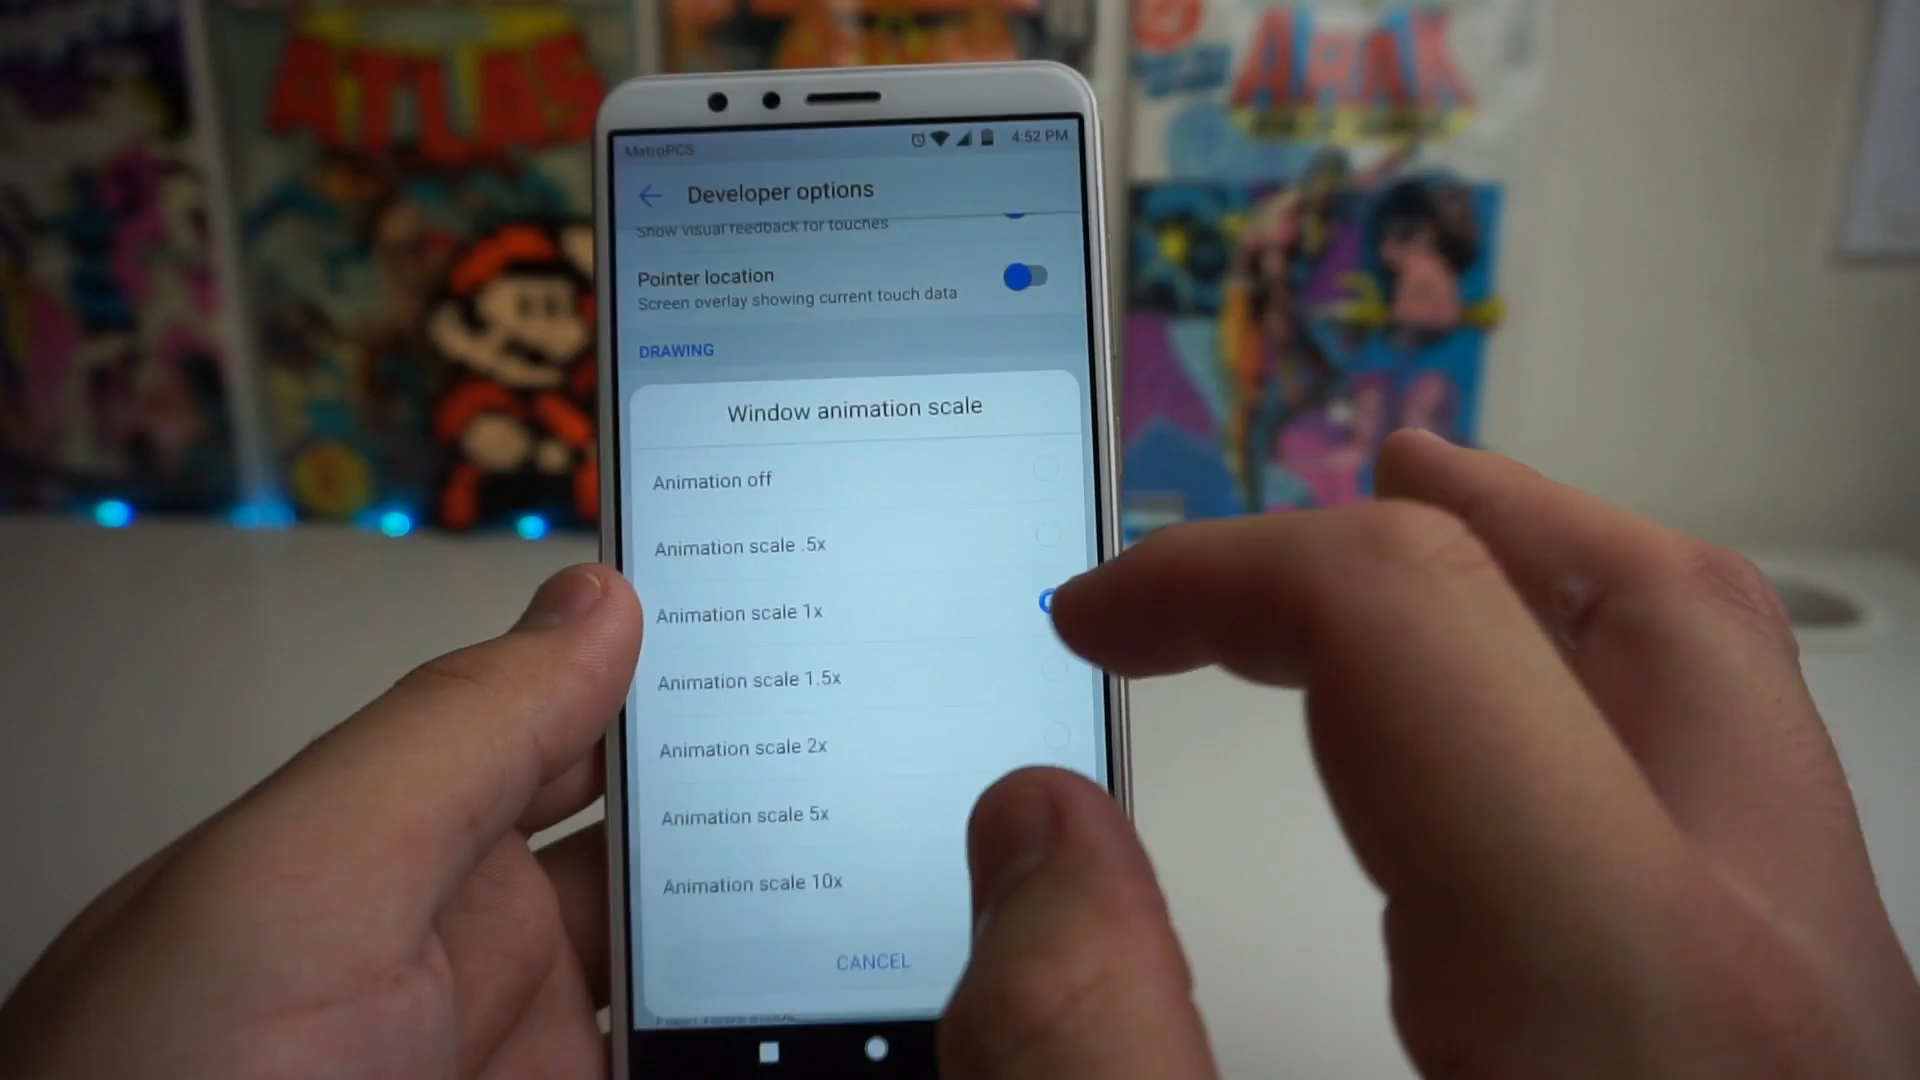 ATLAS
ARAK
MetroPCS
4:52 PM
Developer options
Show visual feedback for touches
Pointer location
Screen overlay showing current touch data
DRAWING
Window animation scale
Animation off
Animation scale .5x
Animation scale 1x
Animation scale 1.5x
Animation scale 2x
Animation scale 5x
Animation scale 10x
CANCEL